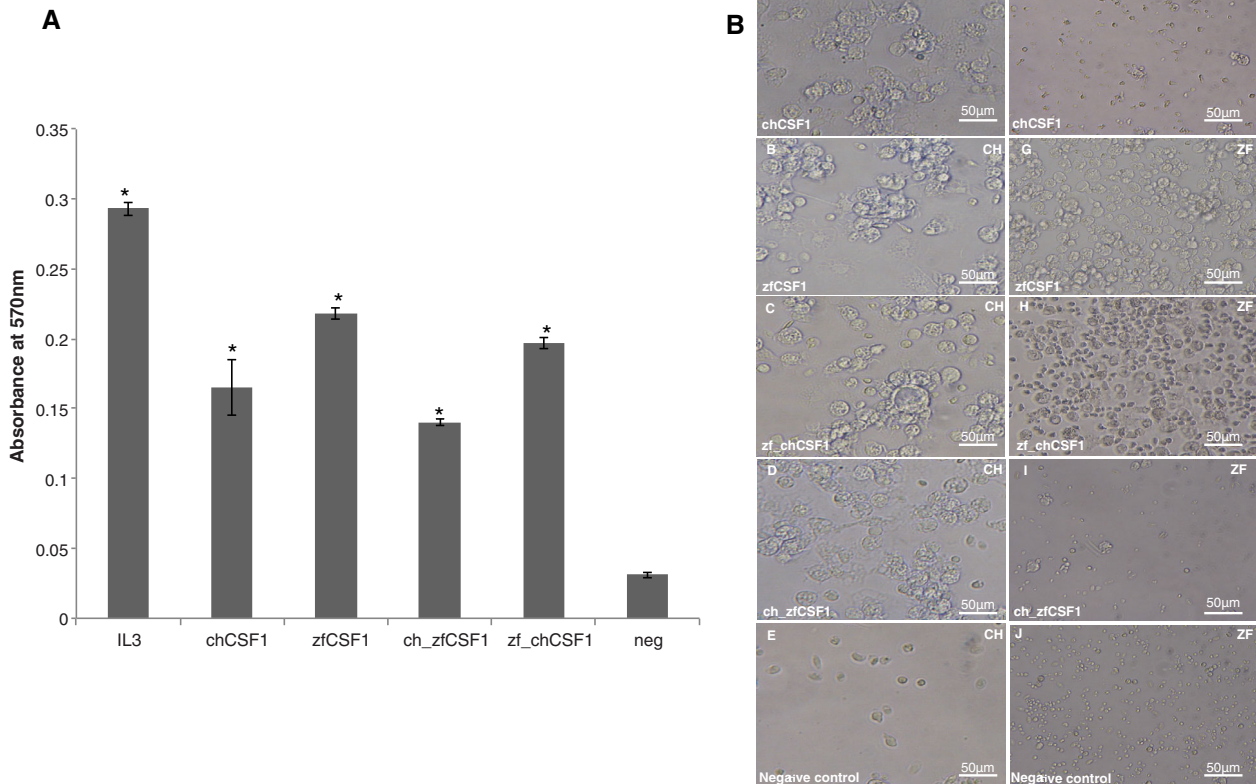 A
Absorbance at 570nm
0.35
0.3
0.25
0.2
0.15
0.1
0.05
0
*
*
*
*
*
IL3
chCSF1
zfCSF1
ch_zfCSF1
zf_chCSF1
neg
B
chCSF1
50µm
chCSF1
50µm
B
CH
zfCSF1
50µm
G
ZF
zfCSF1
50µm
C
CH
zf_chCSF1
50µm
H
ZF
zf_chCSF1
50µm
D
CH
ch_zfCSF1
50µm
I
ZF
ch_zfCSF1
50µm
E
CH
Negaive control
50µm
J
ZF
Negaive control
50µm